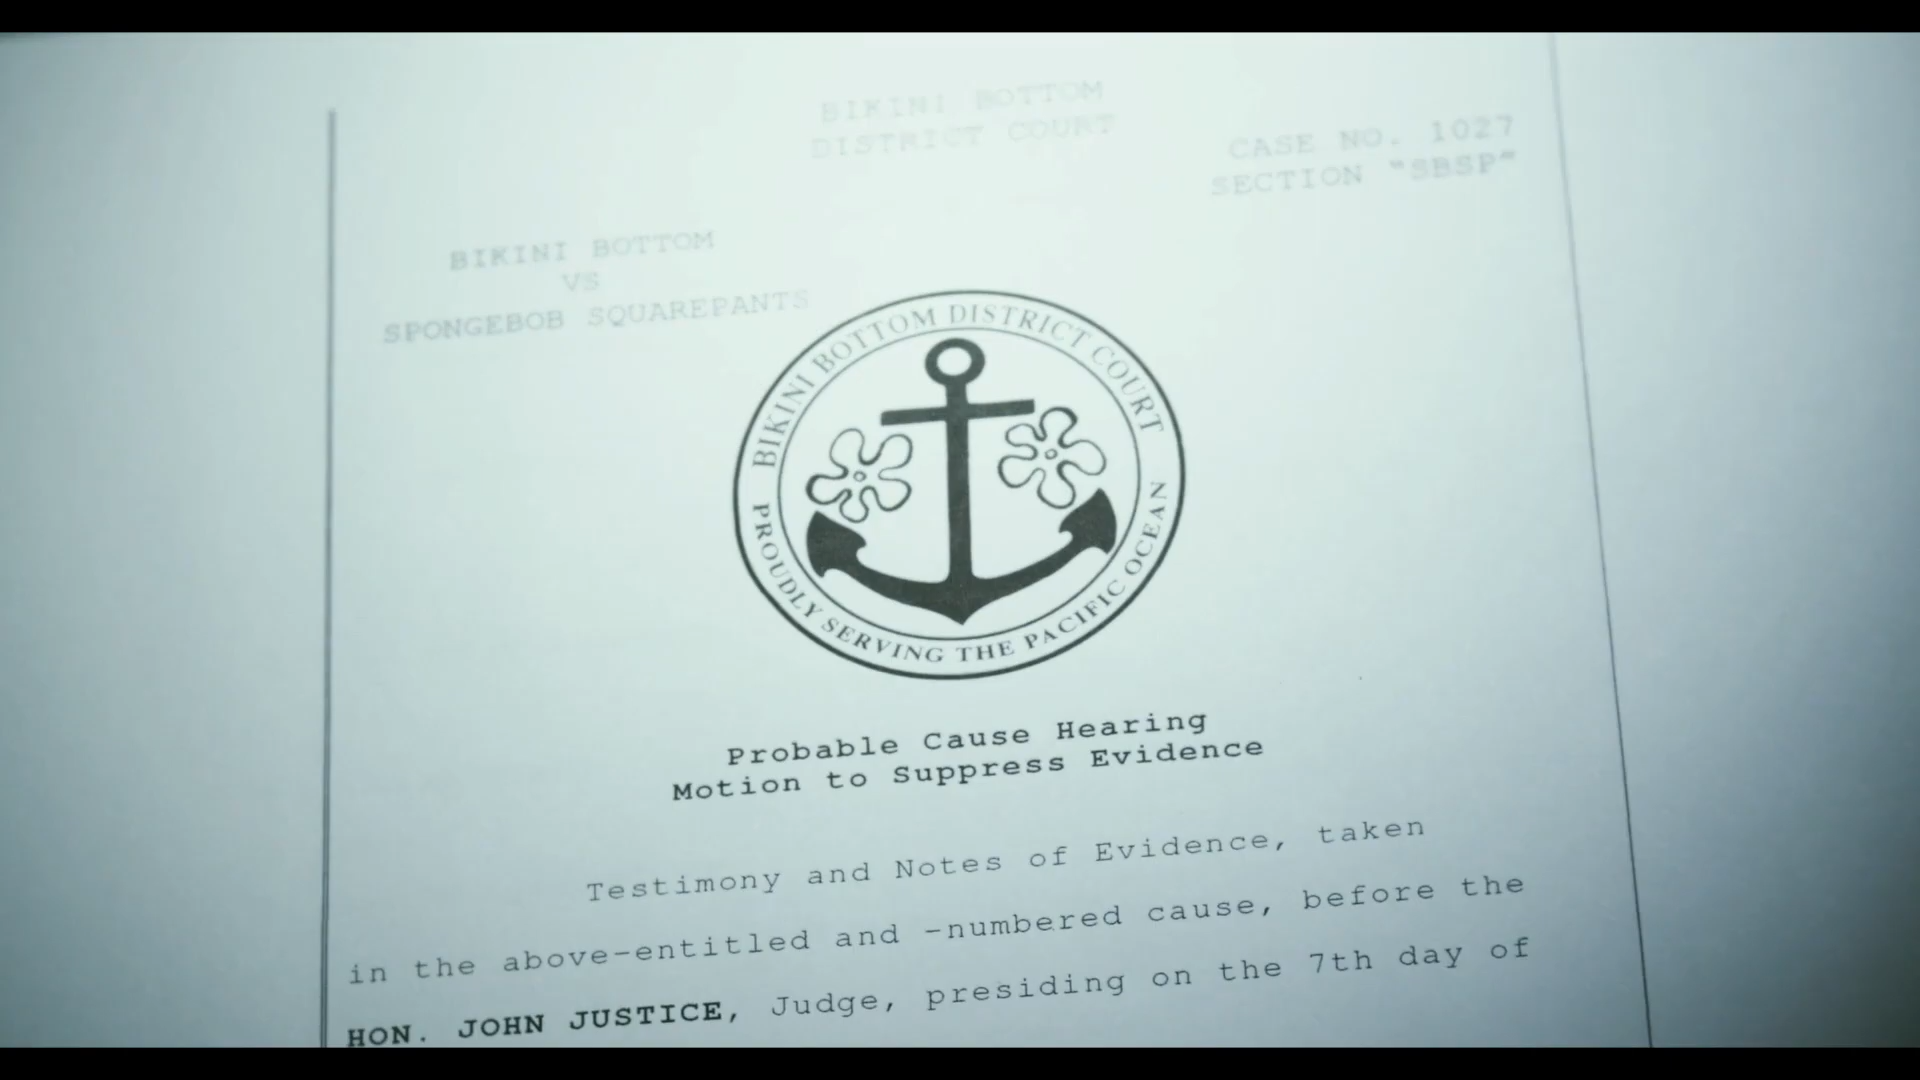 BIKINI BOTTOM
DISTRICT COURT
CASE NO. 1027
SECTION "SBSP"
BIKINI BOTTOM
VS
SPONGEBOB SQUAREPANTS
BIKINI BOTTOM DISTRICT COURT
PROUDLY SERVING THE PACIFIC OCEAN
Probable Cause Hearing
Motion to Suppress Evidence
Testimony and Notes of Evidence, taken
in the above-entitled and -numbered cause, before the
HON. JOHN JUSTICE, Judge, presiding on the 7th day of